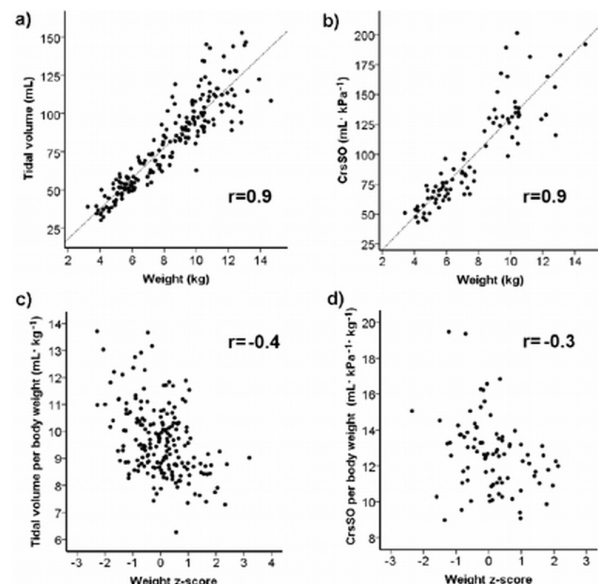 a)
Tidal volume (mL)
150
125
100
75
50
25
r=0.9
2 4 6 8 10 12 14
Weight (kg)
b)
CrsSO (mL· kPa⁻¹)
200
175
150
125
100
75
50
25
r=0.9
2 4 6 8 10 12 14
Weight (kg)
c)
Tidal volume per body weight (mL· kg⁻¹)
14
13
12
11
10
9
8
7
6
r= -0.4
-3 -2 -1 0 1 2 3 4
Weight z-score
d)
CrsSO per body weight (mL· kPa⁻¹· kg⁻¹)
20
18
16
14
12
10
8
r= -0.3
-3 -2 -1 0 1 2 3
Weight z-score